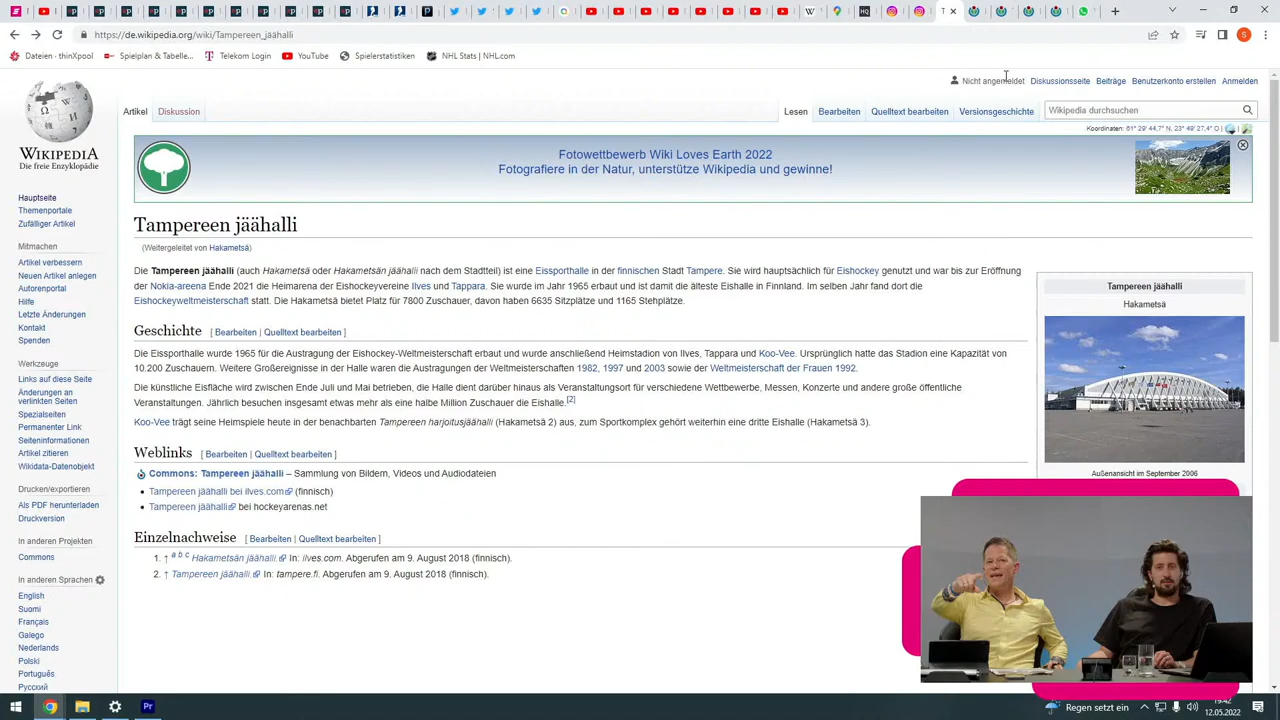 https://de.wikipedia.org/wiki/Tampereen_jäähalli
Dateien · thinXpool
Spielplan & Tabelle...
Telekom Login
YouTube
Spielerstatistiken
NHL Stats | NHL.com
Nicht angemeldet
Diskussionsseite
Beiträge
Benutzerkonto erstellen
Anmelden
Artikel
Diskussion
Lesen
Bearbeiten
Quelltext bearbeiten
Versionsgeschichte
Wikipedia durchsuchen
Koordinaten: 61° 29′ 44,7″ N, 23° 49′ 27,4″ O |
WIKIPEDIA
Die freie Enzyklopädie
Fotowettbewerb Wiki Loves Earth 2022
Fotografiere in der Natur, unterstütze Wikipedia und gewinne!
Hauptseite
Themenportale
Zufälliger Artikel
Mitmachen
Artikel verbessern
Neuen Artikel anlegen
Autorenportal
Hilfe
Letzte Änderungen
Kontakt
Spenden
Werkzeuge
Links auf diese Seite
Änderungen an
verlinkten Seiten
Spezialseiten
Permanenter Link
Seiteninformationen
Artikel zitieren
Wikidata-Datenobjekt
Drucken/exportieren
Als PDF herunterladen
Druckversion
In anderen Projekten
Commons
In anderen Sprachen
English
Suomi
Français
Galego
Nederlands
Polski
Português
Русский
Tampereen jäähalli
(Weitergeleitet von Hakametsä)
Die Tampereen jäähalli (auch Hakametsä oder Hakametsän jäähalli nach dem Stadtteil) ist eine Eissporthalle in der finnischen Stadt Tampere. Sie wird hauptsächlich für Eishockey genutzt und war bis zur Eröffnung
der Nokia-areena Ende 2021 die Heimarena der Eishockeyvereine Ilves und Tappara. Sie wurde im Jahr 1965 erbaut und ist damit die älteste Eishalle in Finnland. Im selben Jahr fand dort die
Eishockeyweltmeisterschaft statt. Die Hakametsä bietet Platz für 7800 Zuschauer, davon haben 6635 Sitzplätze und 1165 Stehplätze.
Geschichte [ Bearbeiten | Quelltext bearbeiten ]
Die Eissporthalle wurde 1965 für die Austragung der Eishockey-Weltmeisterschaft erbaut und wurde anschließend Heimstadion von Ilves, Tappara und Koo-Vee. Ursprünglich hatte das Stadion eine Kapazität von
10.200 Zuschauern. Weitere Großereignisse in der Halle waren die Austragungen der Weltmeisterschaften 1982, 1997 und 2003 sowie der Weltmeisterschaft der Frauen 1992.
Die künstliche Eisfläche wird zwischen Ende Juli und Mai betrieben, die Halle dient darüber hinaus als Veranstaltungsort für verschiedene Wettbewerbe, Messen, Konzerte und andere große öffentliche
Veranstaltungen. Jährlich besuchen insgesamt etwas mehr als eine halbe Million Zuschauer die Eishalle.[2]
Koo-Vee trägt seine Heimspiele heute in der benachbarten Tampereen harjoitusjäähalli (Hakametsä 2) aus, zum Sportkomplex gehört weiterhin eine dritte Eishalle (Hakametsä 3).
Weblinks [ Bearbeiten | Quelltext bearbeiten ]
Commons: Tampereen jäähalli – Sammlung von Bildern, Videos und Audiodateien
• Tampereen jäähalli bei ilves.com (finnisch)
• Tampereen jäähalli bei hockeyarenas.net
Einzelnachweise [ Bearbeiten | Quelltext bearbeiten ]
1. ↑ a b c Hakametsän jäähalli. In: ilves.com. Abgerufen am 9. August 2018 (finnisch).
2. ↑ Tampereen jäähalli. In: tampere.fi. Abgerufen am 9. August 2018 (finnisch).
Tampereen jäähalli
Hakametsä
Außenansicht im September 2006
Regen setzt ein
19:42
12.05.2022